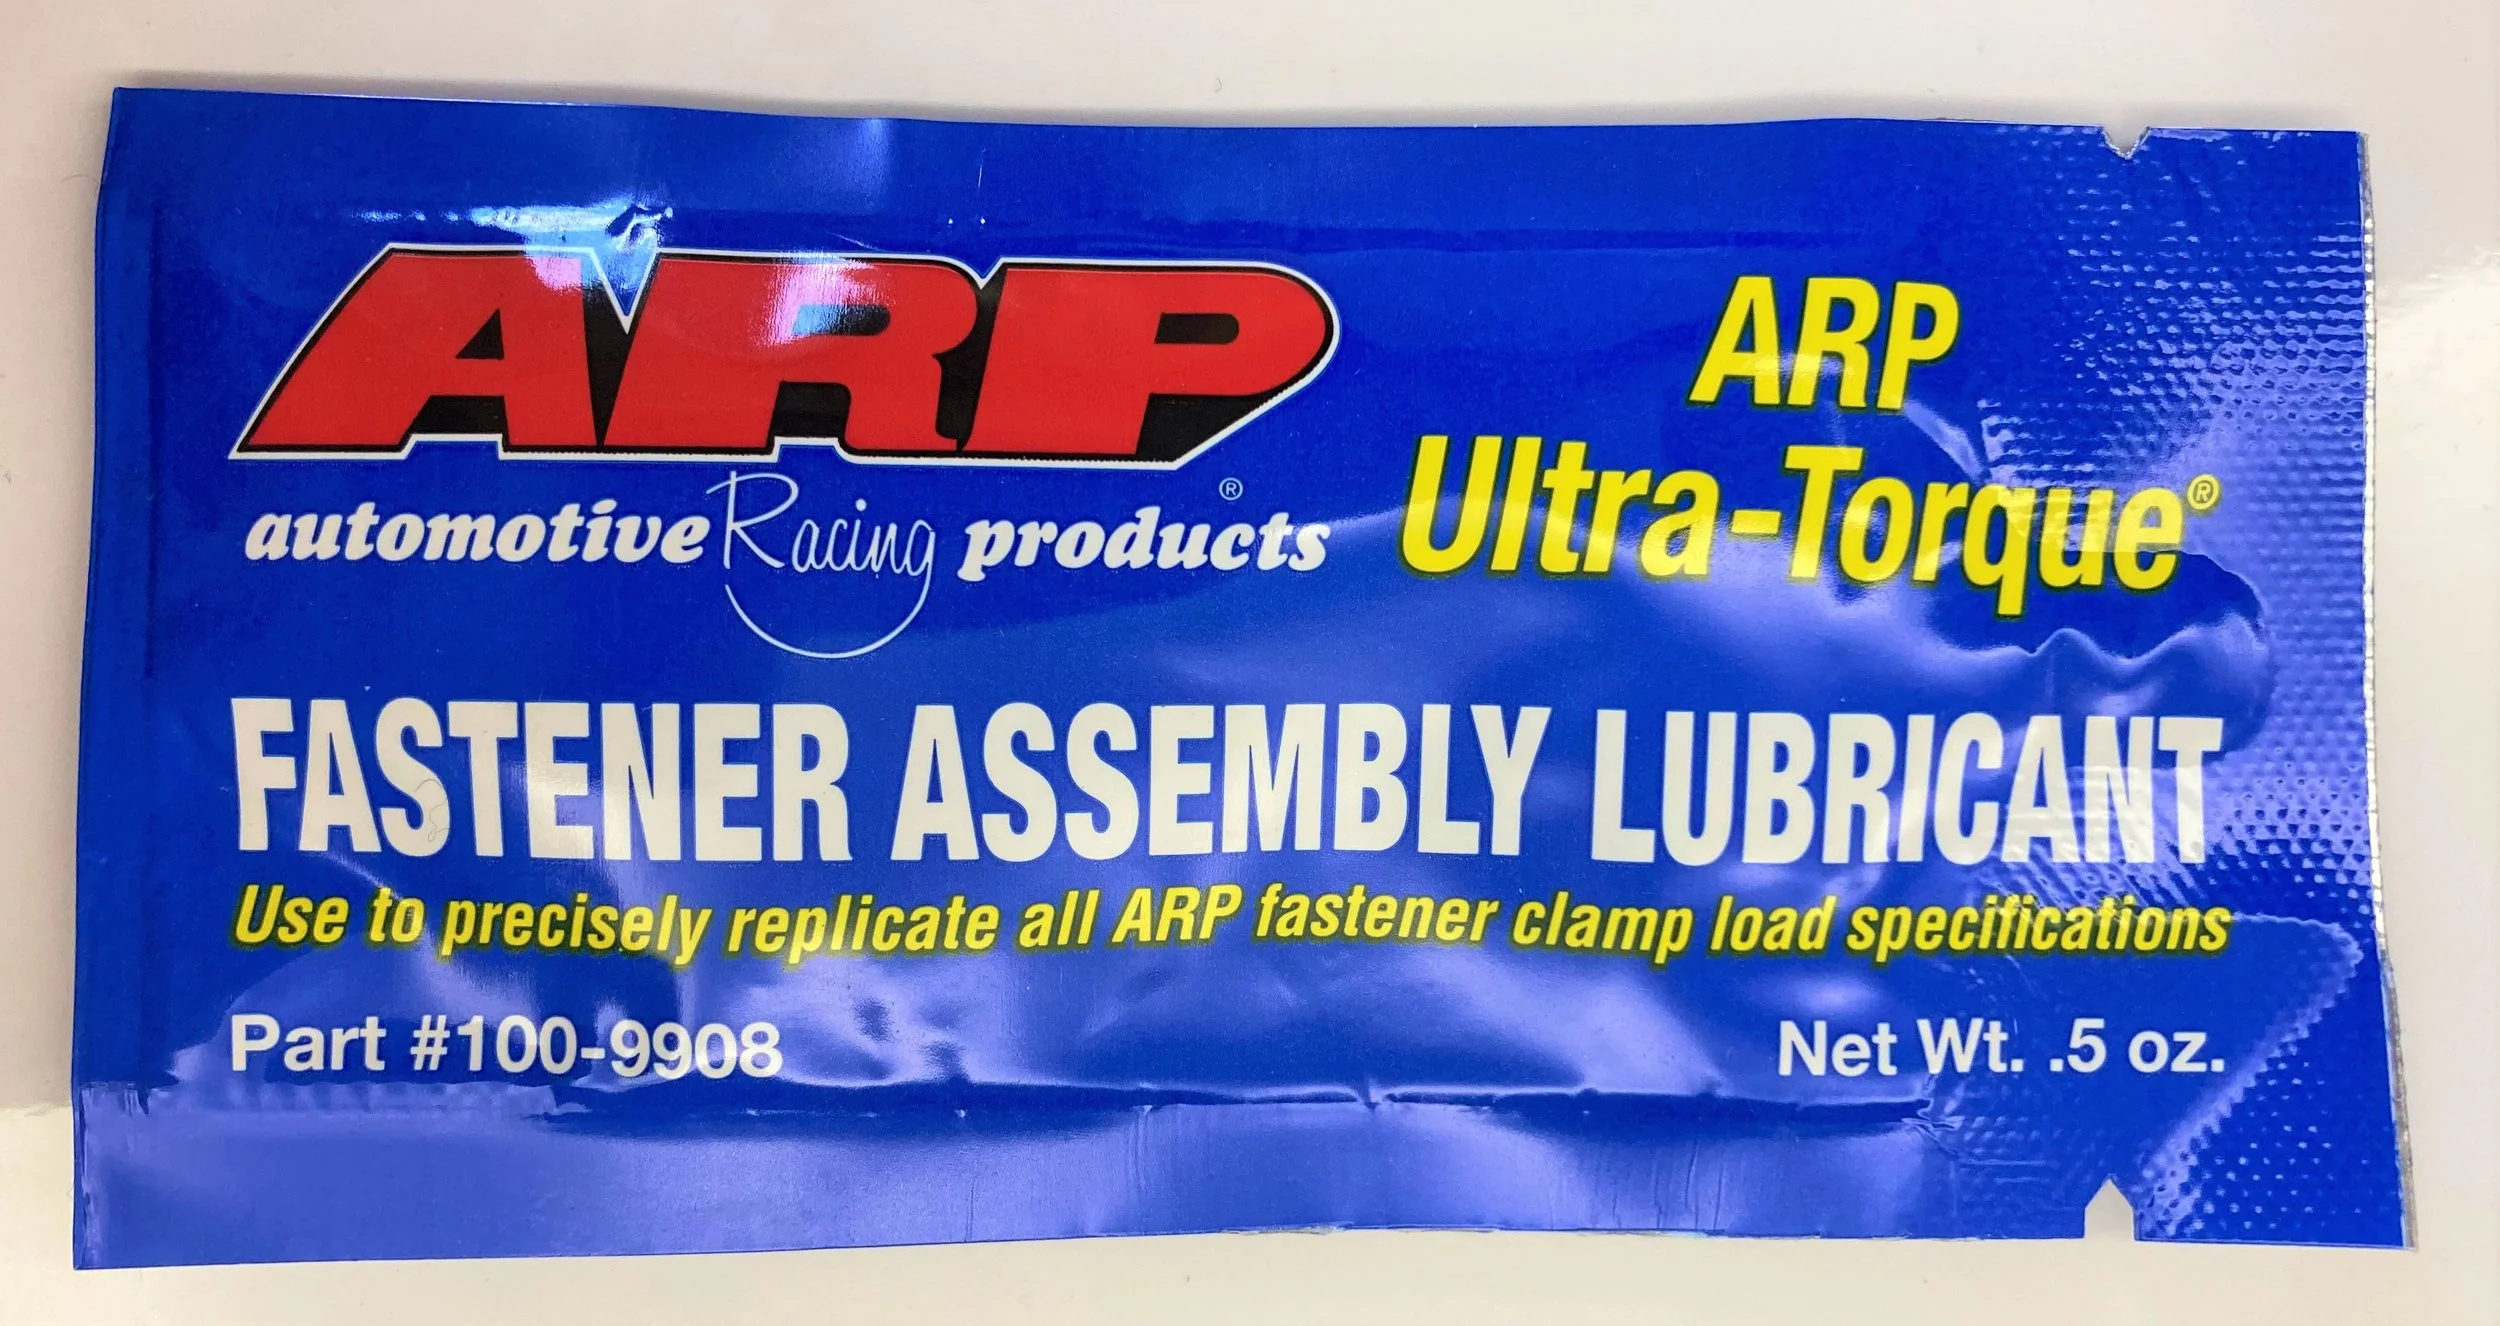 ARP
automotive Racing products®
ARP
Ultra-Torque®
FASTENER ASSEMBLY LUBRICANT
Use to precisely replicate all ARP fastener clamp load specifications
Part #100-9908
Net Wt. .5 oz.